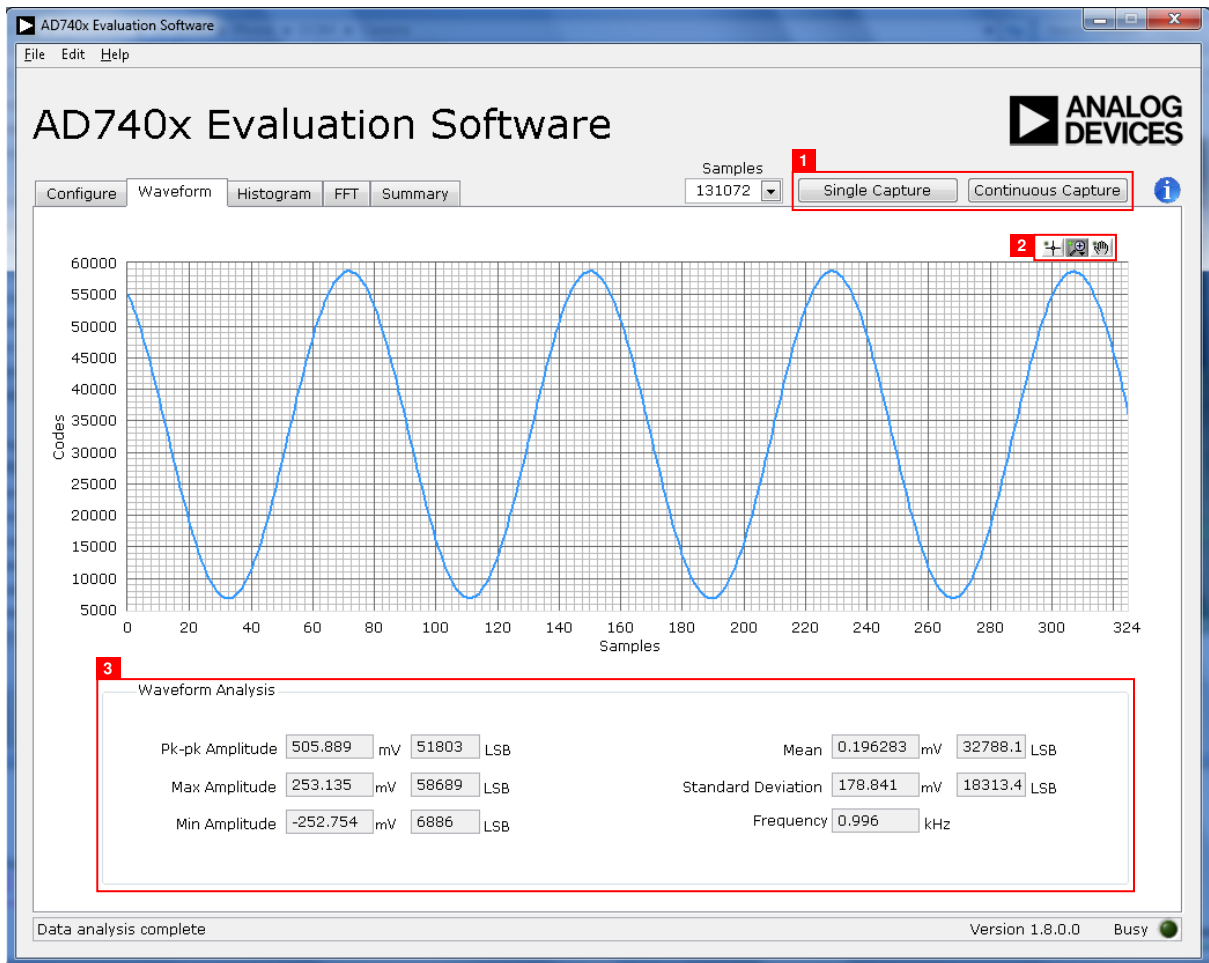 AD740x Evaluation Software
File Edit Help
AD740x Evaluation Software
ANALOG
DEVICES
Samples
1
Configure Waveform Histogram FFT Summary 131072 Single Capture Continuous Capture i
2
60000
55000
50000
45000
40000
35000
30000
25000
20000
15000
10000
5000
Codes
0 20 40 60 80 100 120 140 160 180 200 220 240 260 280 300 324
Samples
3
Waveform Analysis
Pk-pk Amplitude 505.889 mV 51803 LSB Mean 0.196283 mV 32788.1 LSB
Max Amplitude 253.135 mV 58689 LSB Standard Deviation 178.841 mV 18313.4 LSB
Min Amplitude -252.754 mV 6886 LSB Frequency 0.996 kHz
Data analysis complete Version 1.8.0.0 Busy